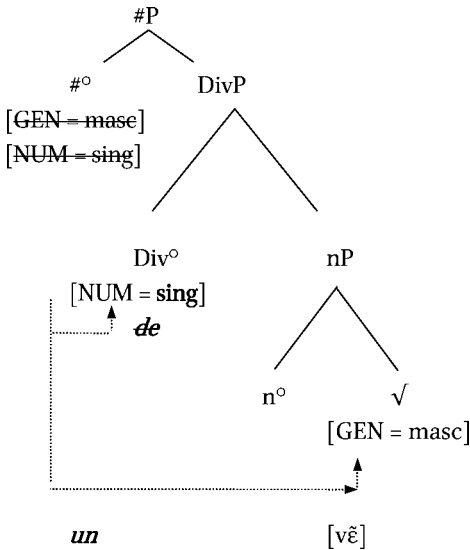 #P
#° DivP
[GEN = masc]
[NUM = sing]
Div° nP
[NUM = sing]
de
n° √
[GEN = masc]
un [vɛ̃]